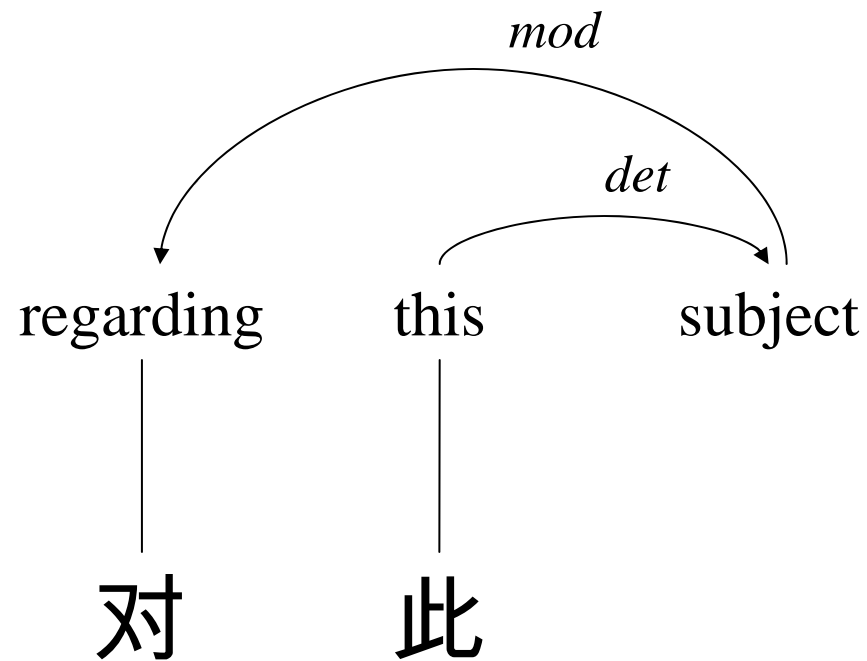 mod
det
regarding this subject
对 此